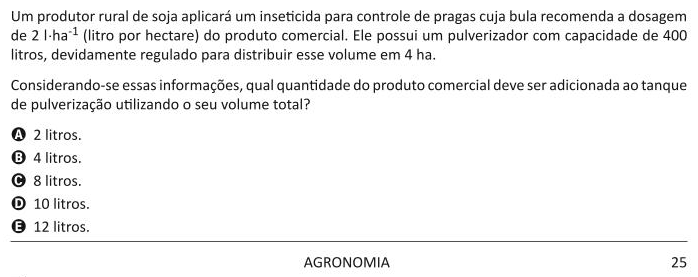 Um produtor rural de soja aplicará um inseticida para controle de pragas cuja bula recomenda a dosagem
de 2 l·ha⁻¹ (litro por hectare) do produto comercial. Ele possui um pulverizador com capacidade de 400
litros, devidamente regulado para distribuir esse volume em 4 ha.
Considerando-se essas informações, qual quantidade do produto comercial deve ser adicionada ao tanque
de pulverização utilizando o seu volume total?
A 2 litros.
B 4 litros.
C 8 litros.
D 10 litros.
E 12 litros.
AGRONOMIA 25